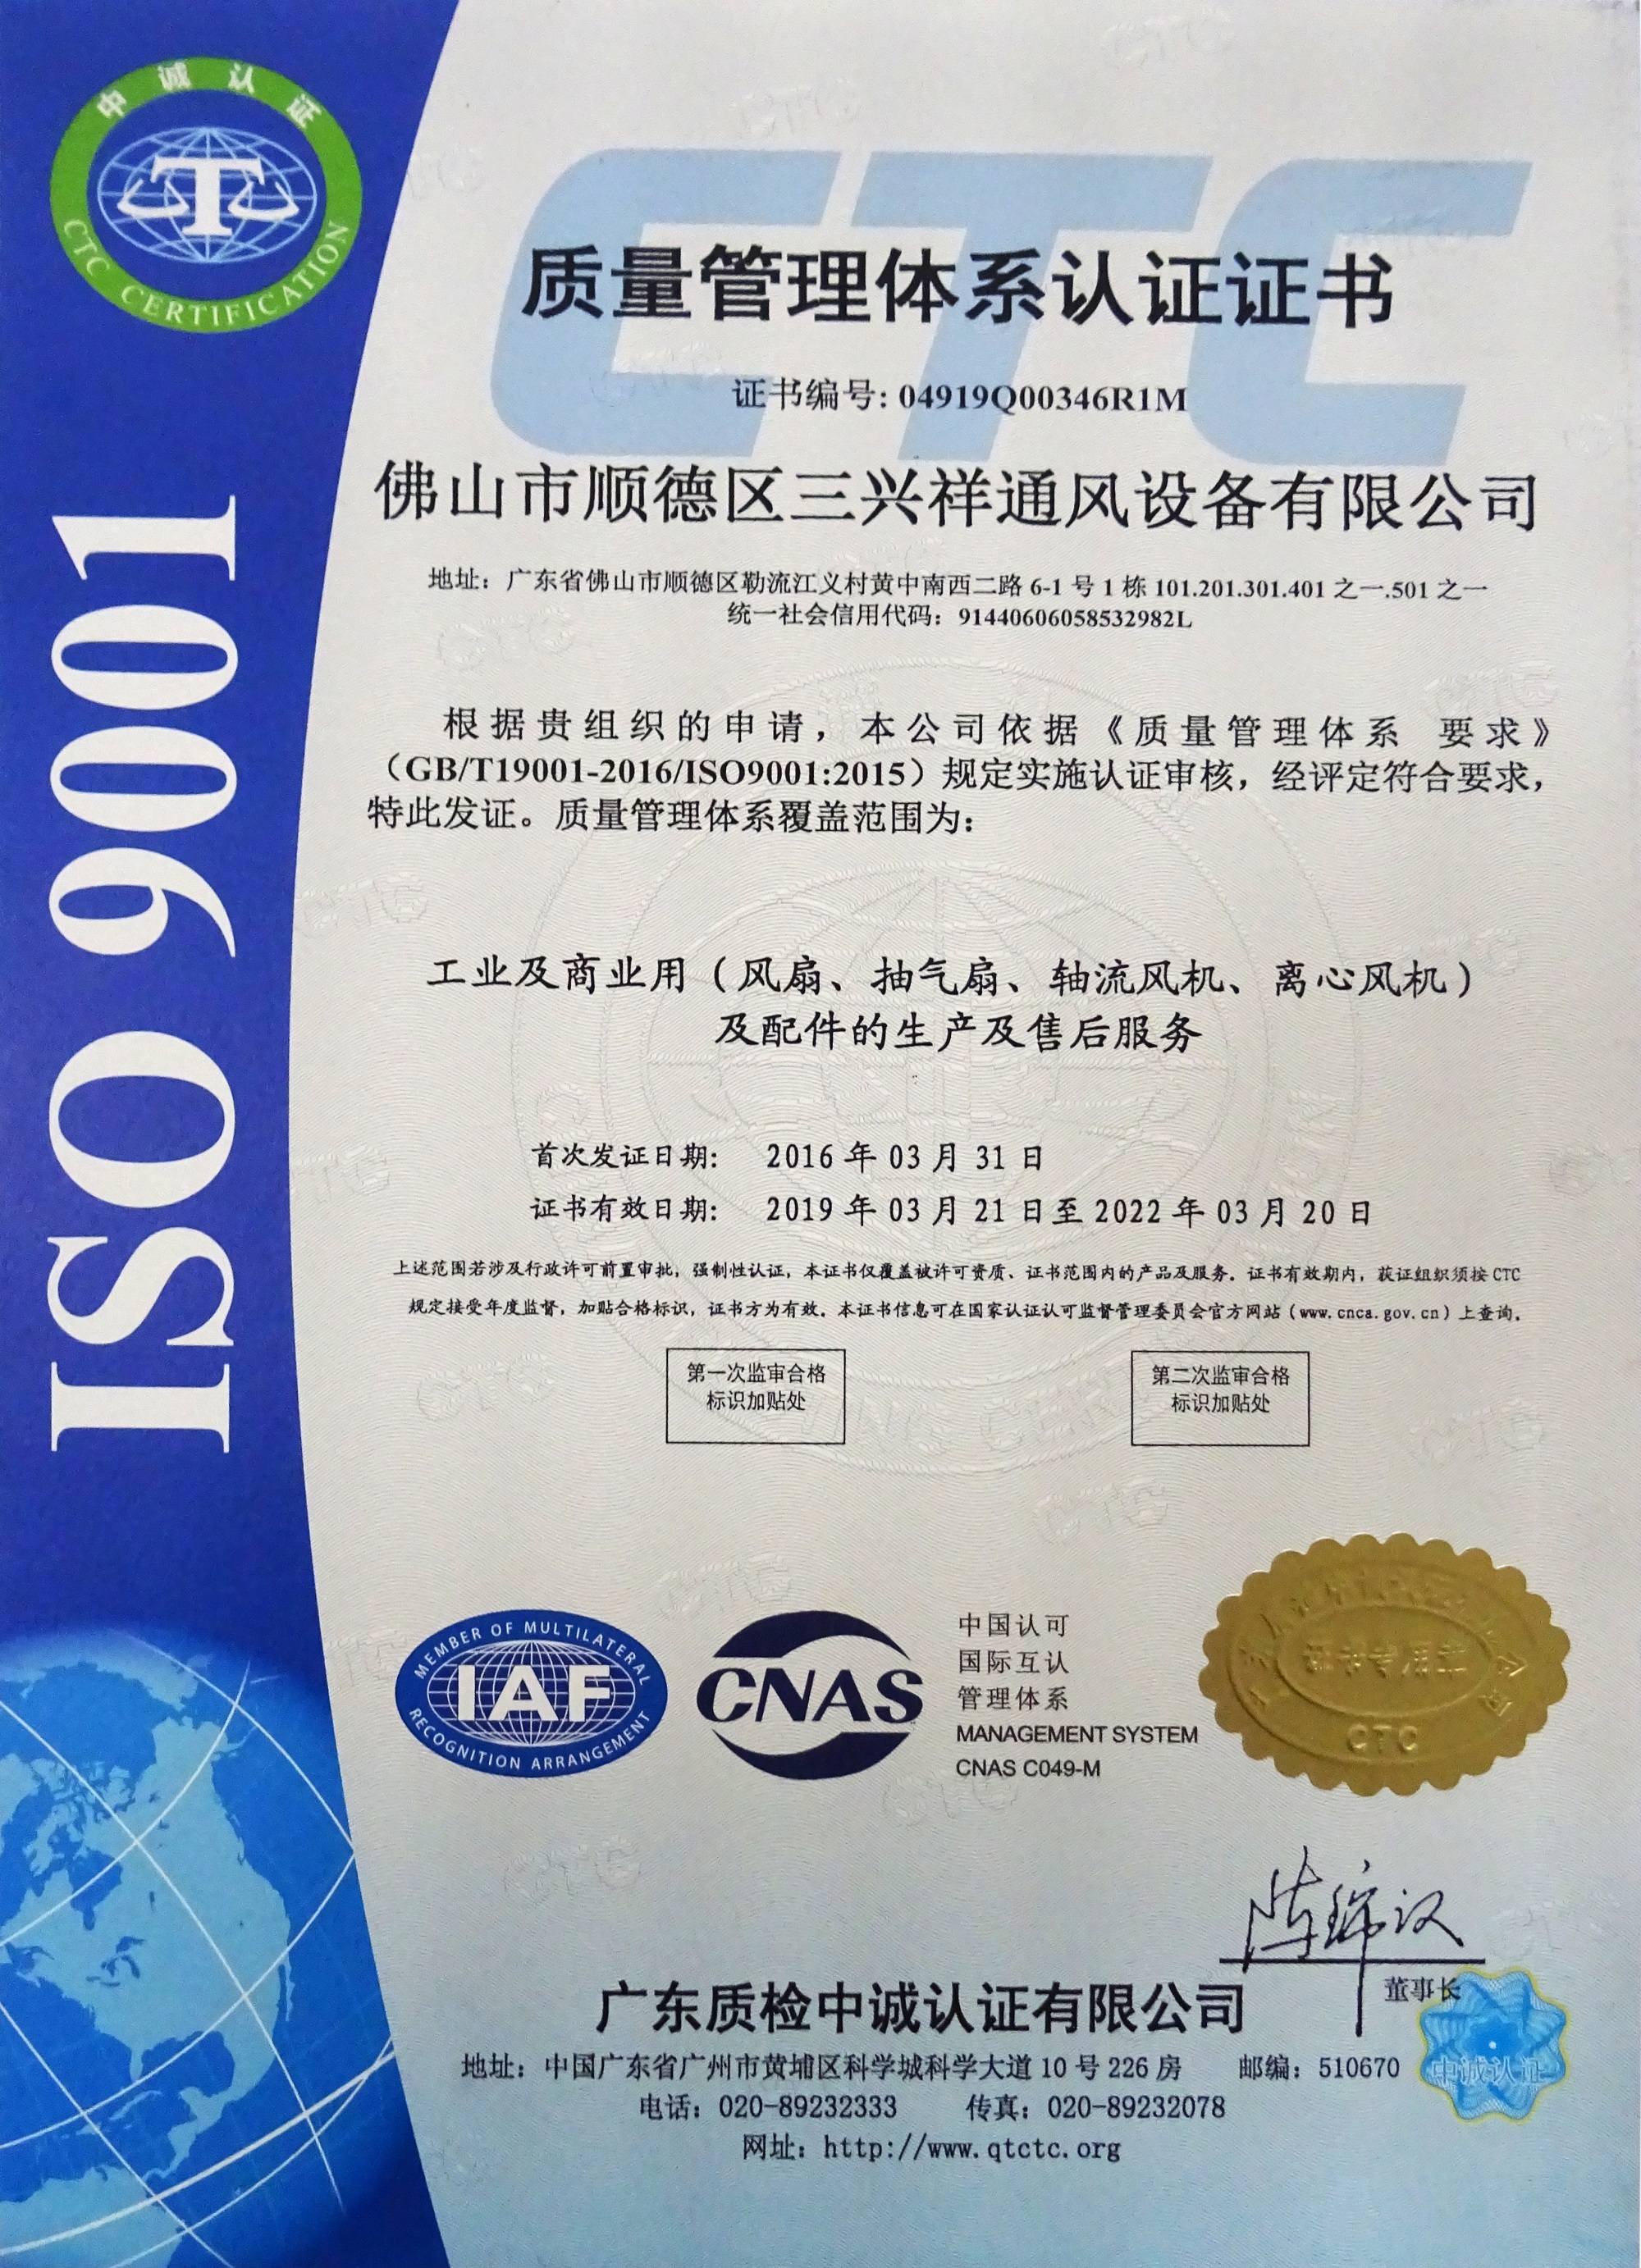 中诚认证
CTC CERTIFICATION
ISO 9001
CTC
质量管理体系认证证书
证书编号: 04919Q00346R1M
佛山市顺德区三兴祥通风设备有限公司
地址：广东省佛山市顺德区勒流江义村黄中南西二路 6-1 号 1 栋 101.201.301.401 之一.501 之一
统一社会信用代码：91440606058532982L
根据贵组织的申请，本公司依据《质量管理体系 要求》
（GB/T19001-2016/ISO9001:2015）规定实施认证审核，经评定符合要求，
特此发证。质量管理体系覆盖范围为：
工业及商业用（风扇、抽气扇、轴流风机、离心风机）
及配件的生产及售后服务
首次发证日期： 2016 年 03 月 31 日
证书有效日期： 2019 年 03 月 21 日至 2022 年 03 月 20 日
上述范围若涉及行政许可前置审批，强制性认证，本证书仅覆盖被许可资质、证书范围内的产品及服务。证书有效期内，获证组织须按 CTC
规定接受年度监督，加贴合格标识，证书方为有效。本证书信息可在国家认证认可监督管理委员会官方网站（www.cnca.gov.cn）上查询。
第一次监审合格
标识加贴处
第二次监审合格
标识加贴处
MEMBER OF MULTILATERAL
IAF
RECOGNITION ARRANGEMENT
CNAS
中国认可
国际互认
管理体系
MANAGEMENT SYSTEM
CNAS C049-M
证书专用章
CTC
董事长
广东质检中诚认证有限公司
中诚认证
地址：中国广东省广州市黄埔区科学城科学大道 10 号 226 房 邮编：510670
电话：020-89232333 传真：020-89232078
网址：http://www.qtctc.org